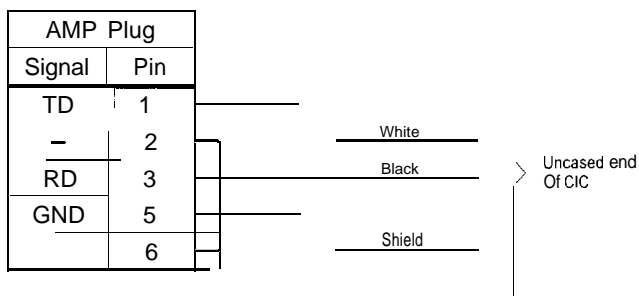 AMP Plug
Signal Pin
TD 1
– 2
White
RD 3
Black
Uncased end
Of CIC
GND 5
6
Shield